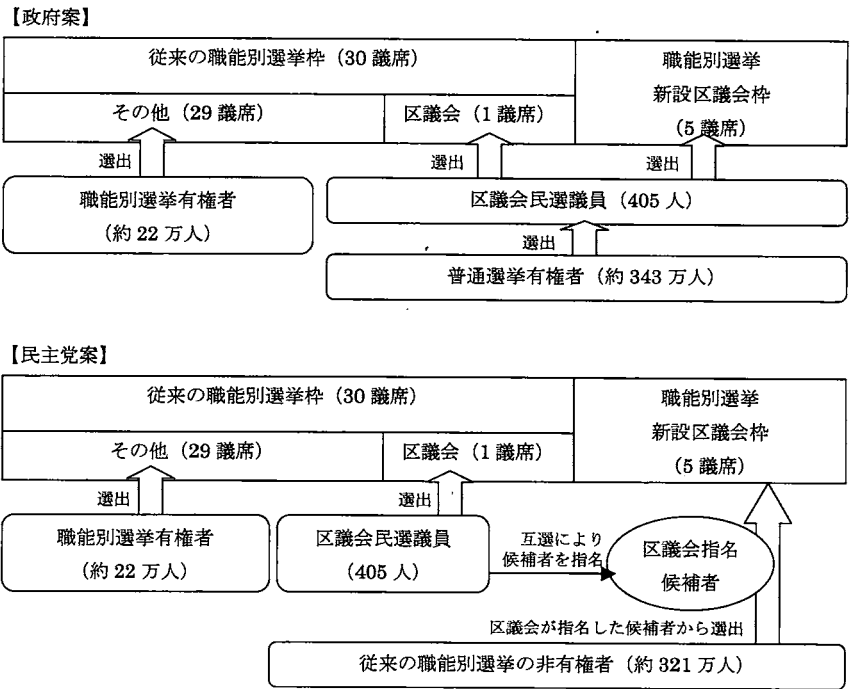 【政府案】
従来の職能別選挙枠（30 議席）
職能別選挙
新設区議会枠
（5 議席）
その他（29 議席）
区議会（1 議席）
選出
選出
選出
職能別選挙有権者
（約 22 万人）
区議会民選議員（405 人）
選出
普通選挙有権者（約 343 万人）
【民主党案】
従来の職能別選挙枠（30 議席）
職能別選挙
新設区議会枠
（5 議席）
その他（29 議席）
区議会（1 議席）
選出
選出
職能別選挙有権者
（約 22 万人）
区議会民選議員
（405 人）
互選により
候補者を指名
区議会指名
候補者
区議会が指名した候補者から選出
従来の職能別選挙の非有権者（約 321 万人）